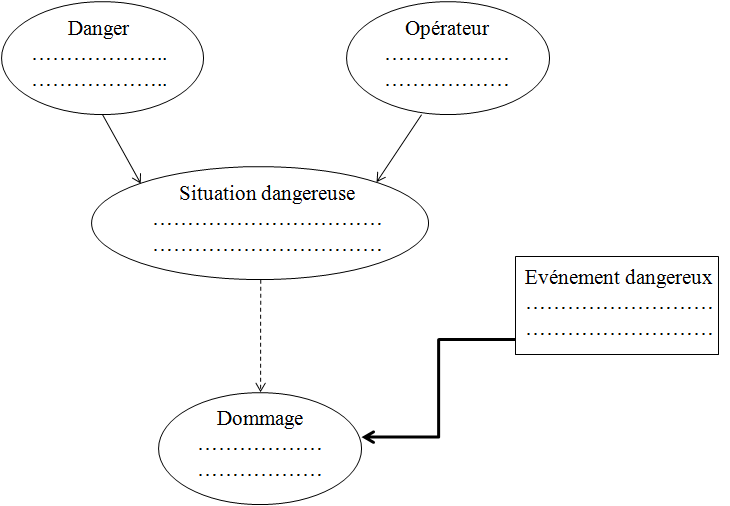 Danger
………………..
………………..
Opérateur
………………
………………
Situation dangereuse
……………………………
……………………………
Evénement dangereux
………………………
………………………
Dommage
………………
………………